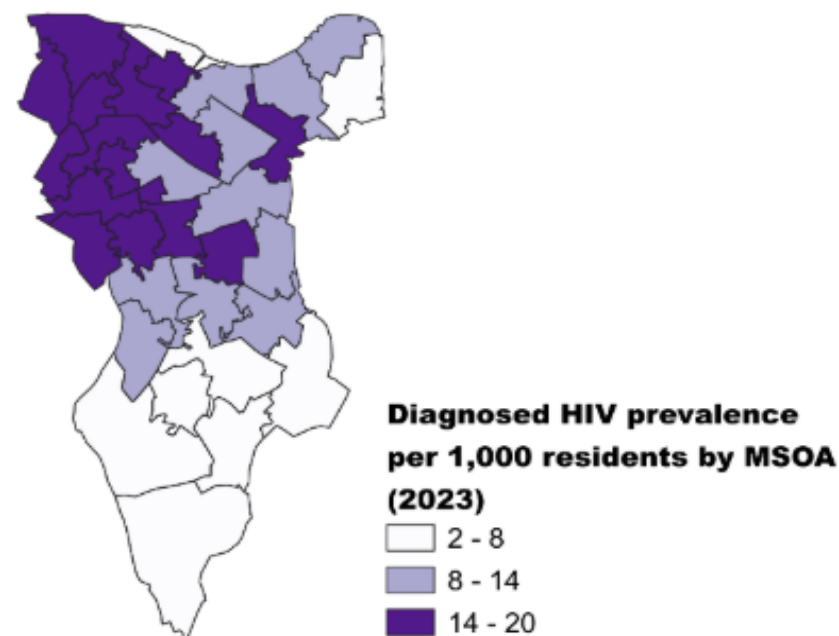 Diagnosed HIV prevalence
per 1,000 residents by MSOA
(2023)
2 - 8
8 - 14
14 - 20